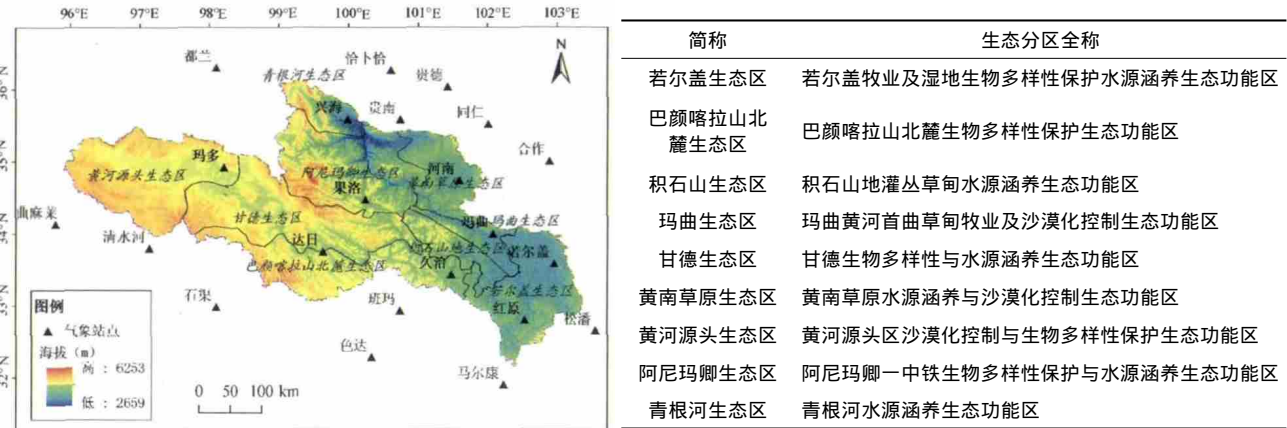 96°E 97°E 98°E 99°E 100°E 101°E 102°E 103°E
都兰
恰卜恰
N
青根河生态区
贵德
36°N
兴海
贵南
同仁
合作
35°N
玛多
黄河源头生态区
阿尼玛卿生态区
河南
果洛
曲麻莱
甘德生态区
玛曲
玛曲生态区
34°N
清水河
达日
若尔盖
巴颜喀拉山北麓生态区
久治
图例
气象站点
海拔（m）
高：6253
低：2659
石渠
班玛
若尔盖生态区
33°N
红原
松潘
色达
马尔康
32°N
0 50 100 km
简称 生态分区全称
若尔盖生态区 若尔盖牧业及湿地生物多样性保护水源涵养生态功能区
巴颜喀拉山北
麓生态区 巴颜喀拉山北麓生物多样性保护生态功能区
积石山生态区 积石山地灌丛草甸水源涵养生态功能区
玛曲生态区 玛曲黄河首曲草甸牧业及沙漠化控制生态功能区
甘德生态区 甘德生物多样性与水源涵养生态功能区
黄南草原生态区 黄南草原水源涵养与沙漠化控制生态功能区
黄河源头生态区 黄河源头区沙漠化控制与生物多样性保护生态功能区
阿尼玛卿生态区 阿尼玛卿一中铁生物多样性保护与水源涵养生态功能区
青根河生态区 青根河水源涵养生态功能区